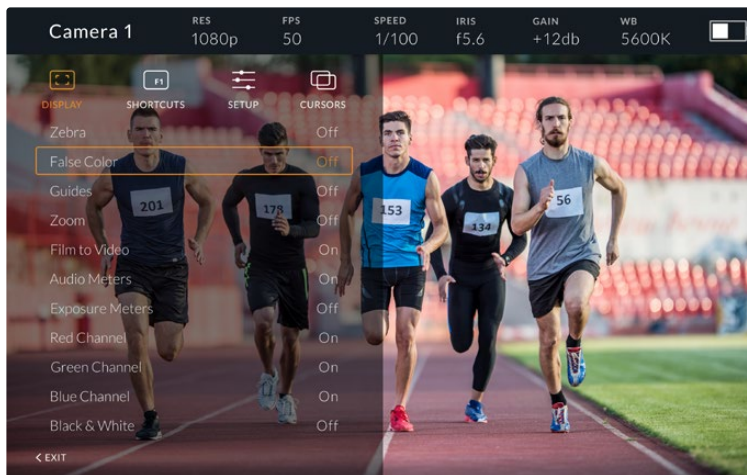 Camera 1
RES FPS SPEED IRIS GAIN WB
1080p 50 1/100 f5.6 +12db 5600K
F1
DISPLAY SHORTCUTS SETUP CURSORS
Zebra Off
False Color Off
Guides Off
Zoom Off
Film to Video On
Audio Meters On
Exposure Meters Off
Red Channel On
Green Channel On
Blue Channel On
Black & White Off
< EXIT
201
178
153
134
56